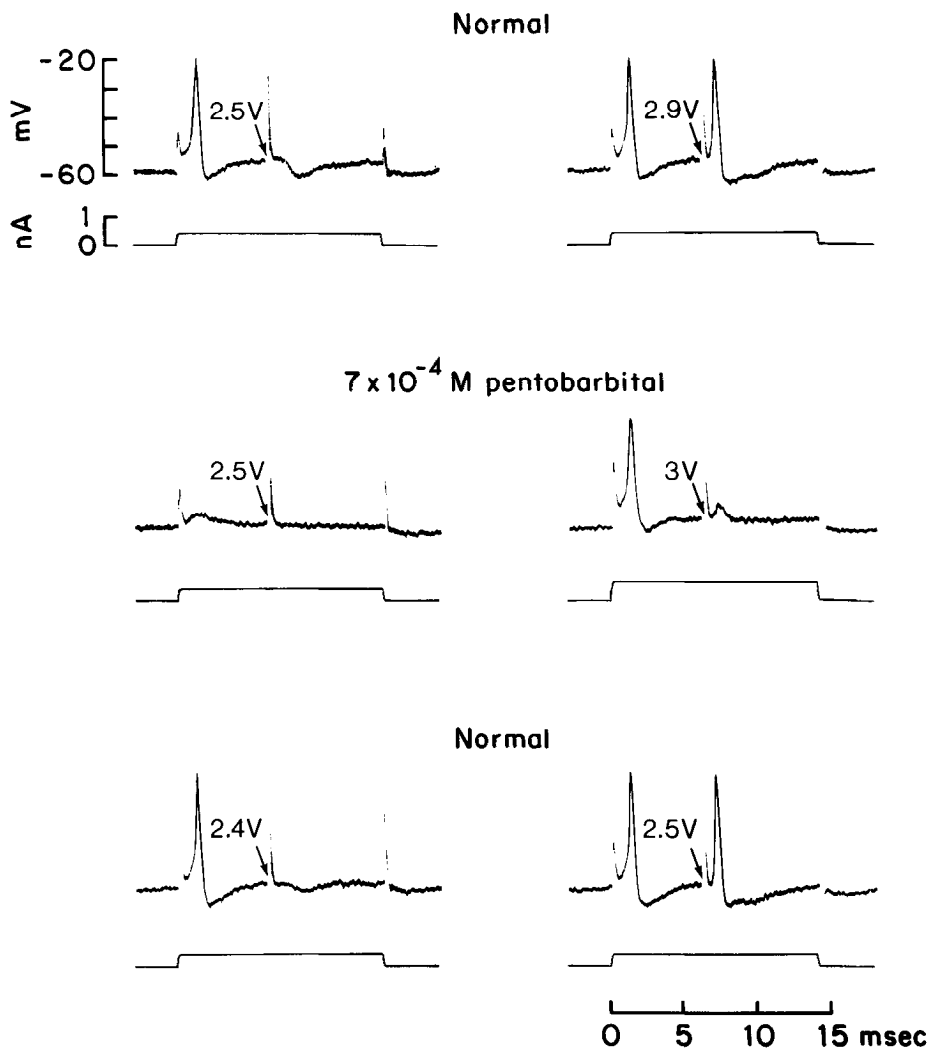 Normal
-20
-60
mV
1
0
nA
2.5V
2.9V
7 x 10⁻⁴ M pentobarbital
2.5V
3V
Normal
2.4V
2.5V
0 5 10 15 msec